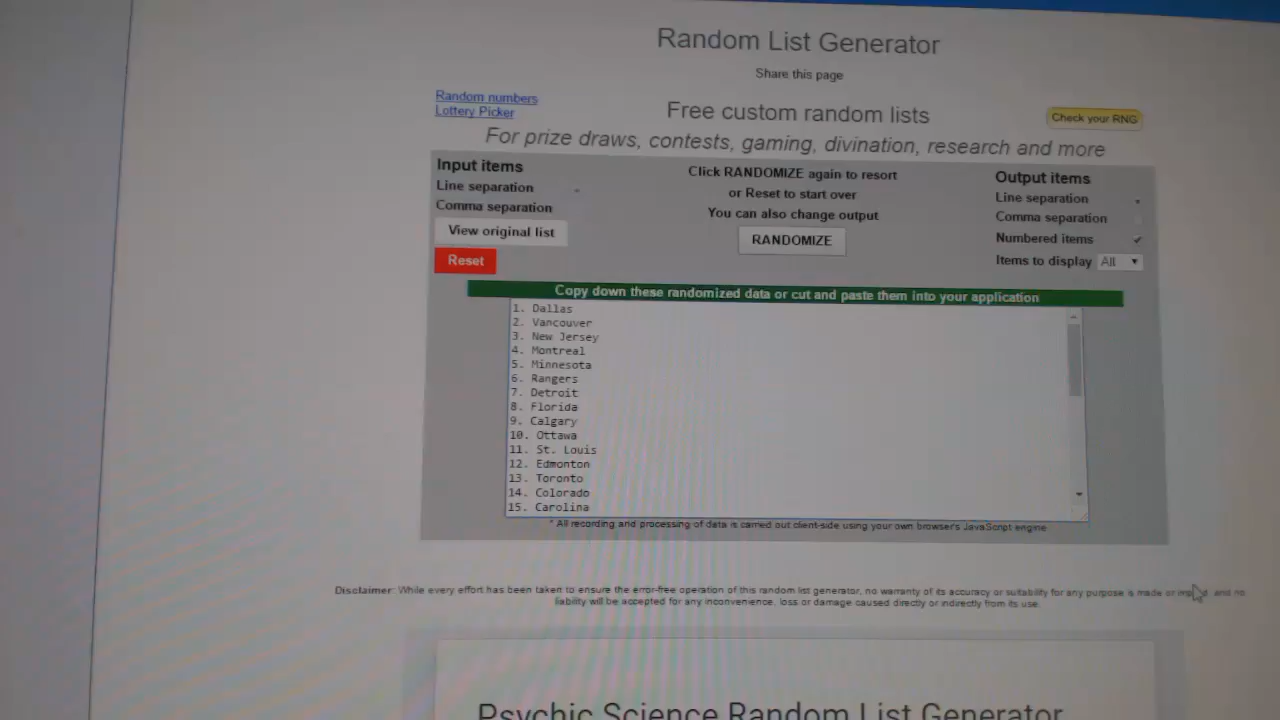 Random List Generator
Share this page
Random numbers
Lottery Picker
Free custom random lists
Check your RNG
For prize draws, contests, gaming, divination, research and more
Input items
Line separation
Comma separation
View original list
Reset
Click RANDOMIZE again to resort
or Reset to start over
You can also change output
RANDOMIZE
Output items
Line separation
Comma separation
Numbered items
Items to display All
Copy down these randomized data or cut and paste them into your application
1. Dallas
2. Vancouver
3. New Jersey
4. Montreal
5. Minnesota
6. Rangers
7. Detroit
8. Florida
9. Calgary
10. Ottawa
11. St. Louis
12. Edmonton
13. Toronto
14. Colorado
15. Carolina
* All recording and processing of data is carried out client-side using your own browser's JavaScript engine
Disclaimer: While every effort has been taken to ensure the error-free operation of this random list generator, no warranty of its accuracy or suitability for any purpose is made or and no
liability will be accepted for any inconvenience, loss or damage caused directly or indirectly from its use.
Psychic Science Random List Generator